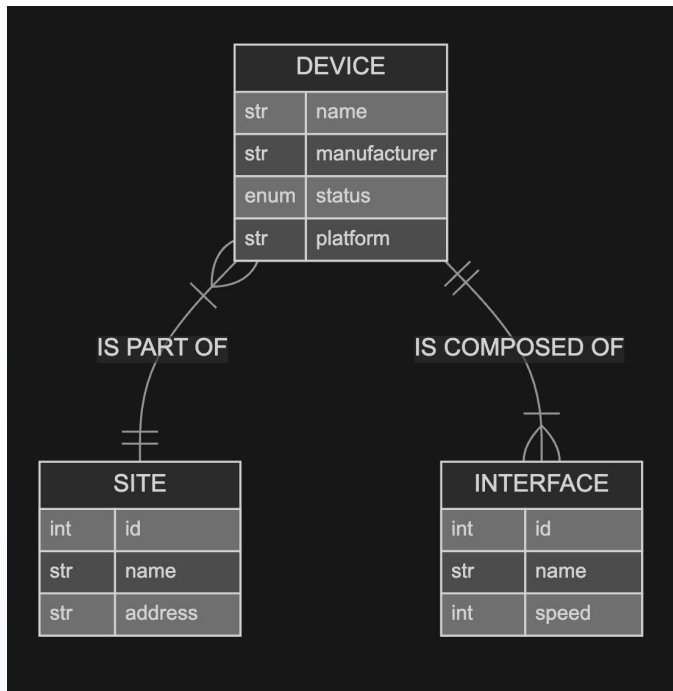 DEVICE
str name
str manufacturer
enum status
str platform
IS PART OF
IS COMPOSED OF
SITE
int id
str name
str address
INTERFACE
int id
str name
int speed